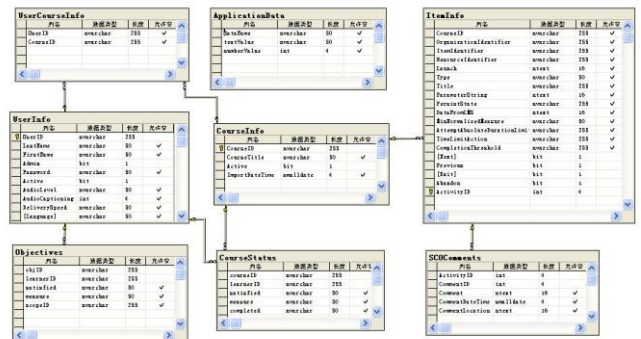 UserCourseInfo
列名 数据类型 长度 允许空
UserID nvarchar 255 ✓
CourseID nvarchar 255 ✓
ApplicationData
列名 数据类型 长度 允许空
DataName nvarchar 50 ✓
textValue nvarchar 50 ✓
numberValue int 4 ✓
ItemInfo
列名 数据类型 长度 允许空
CourseID nvarchar 255 ✓
OrganizationIdentifier nvarchar 255 ✓
ItemIdentifier nvarchar 255 ✓
ResourceIdentifier nvarchar 255 ✓
Launch ntext 16 ✓
Type nvarchar 50 ✓
Title nvarchar 255 ✓
ParameterString ntext 16 ✓
PersistState nvarchar 255 ✓
DataFromLMS ntext 16 ✓
MinNormalizedMeasure nvarchar 50 ✓
AttemptAbsoluteDurationLimi nvarchar 255 ✓
TimeLimitAction nvarchar 255 ✓
CompletionThreshold nvarchar 255 ✓
[Next] bit 1
Previous bit 1
[Exit] bit 1
Abandon bit 1
ActivityID int 4
UserInfo
列名 数据类型 长度 允许空
UserID nvarchar 255
LastName nvarchar 50 ✓
FirstName nvarchar 50 ✓
Admin bit 1
Password nvarchar 50 ✓
Active bit 1
AudioLevel nvarchar 50 ✓
AudioCaptioning int 4 ✓
DeliverySpeed nvarchar 50 ✓
[Language] nvarchar 50 ✓
CourseInfo
列名 数据类型 长度 允许空
CourseID nvarchar 255
CourseTitle nvarchar 50 ✓
Active bit 1
ImportDateTime smalldate 4 ✓
Objectives
列名 数据类型 长度 允许空
objID nvarchar 255
learnerID nvarchar 255
satisfied nvarchar 50 ✓
measure nvarchar 50 ✓
scopeID nvarchar 255 ✓
CourseStatus
列名 数据类型 长度 允许空
courseID nvarchar 255
learnerID nvarchar 255
satisfied nvarchar 50 ✓
measure nvarchar 50 ✓
completed nvarchar 50 ✓
SCOComments
列名 数据类型 长度 允许空
ActivityID int 4
CommentID int 4
Comment ntext 16 ✓
CommentDateTime smalldate 4 ✓
CommentLocation ntext 16 ✓